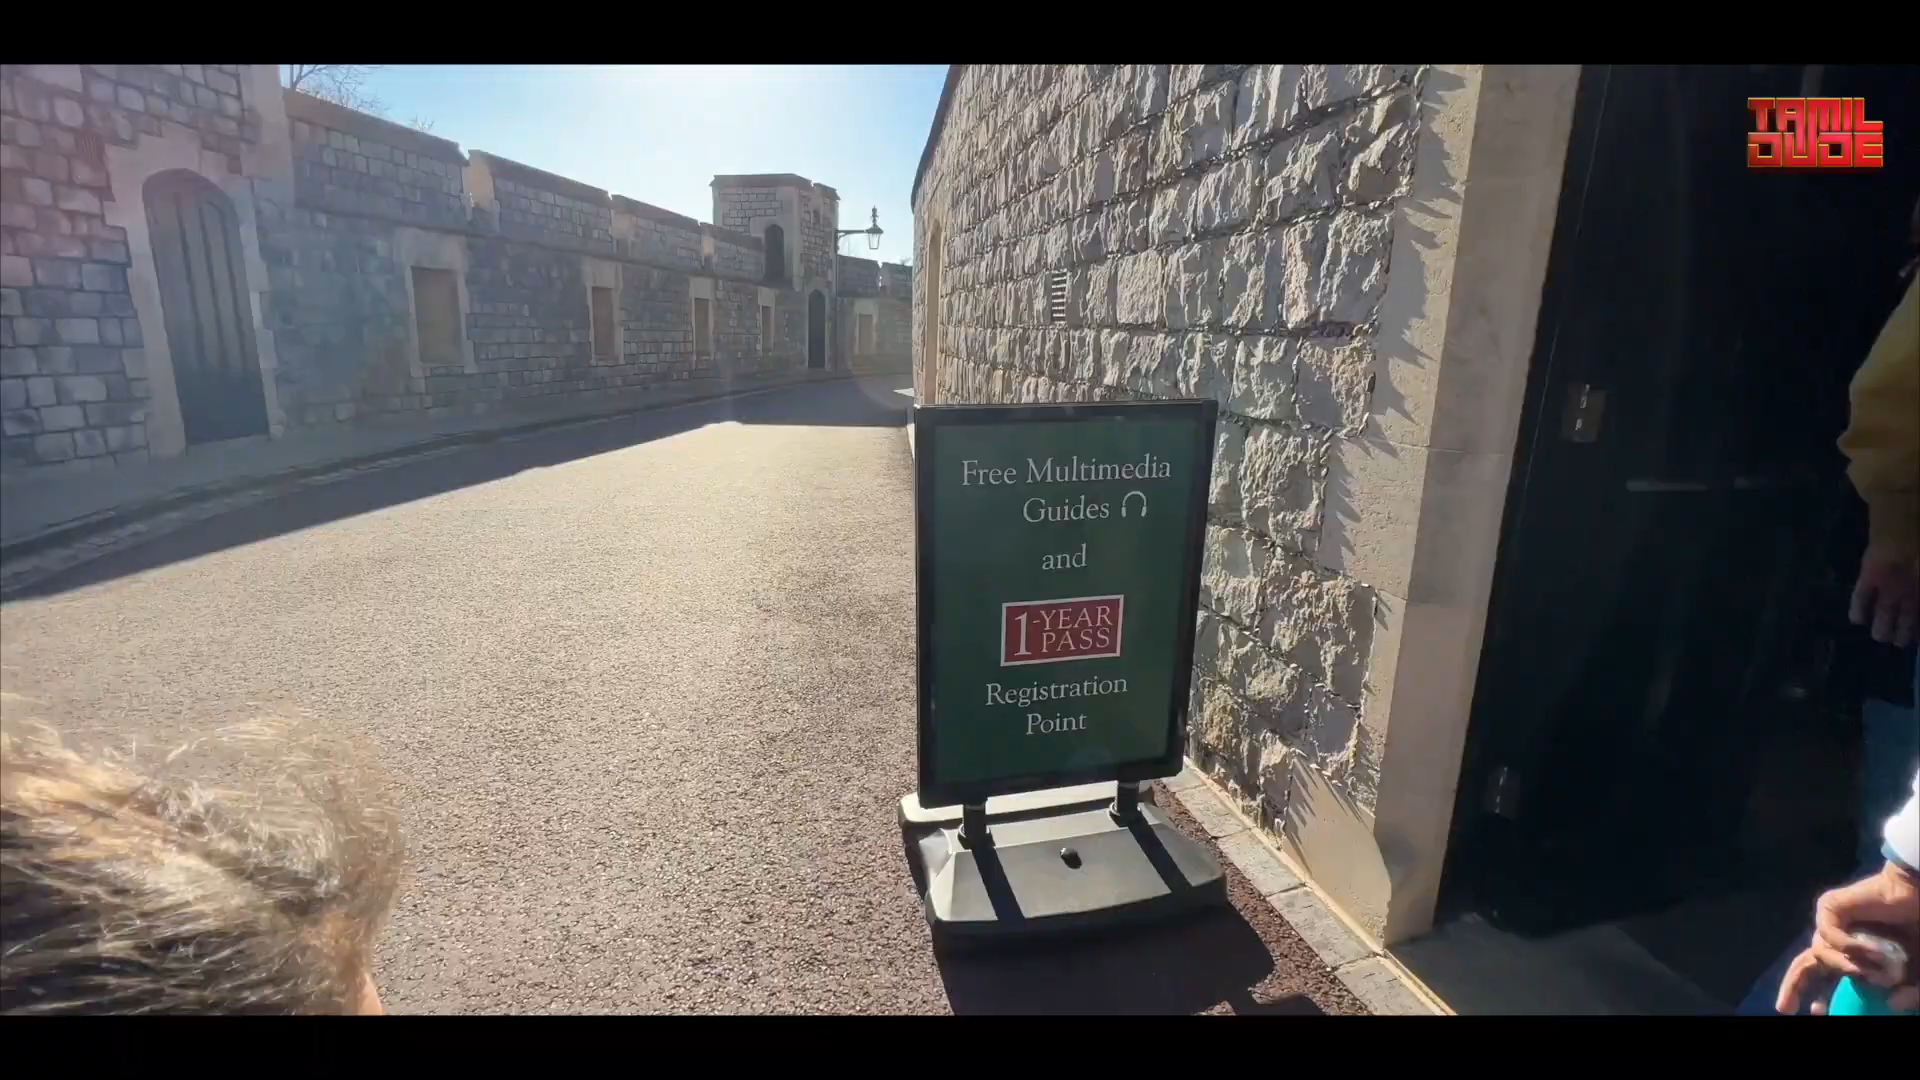 TAMIL
DUDE
Free Multimedia
Guides
and
1-YEAR
PASS
Registration
Point